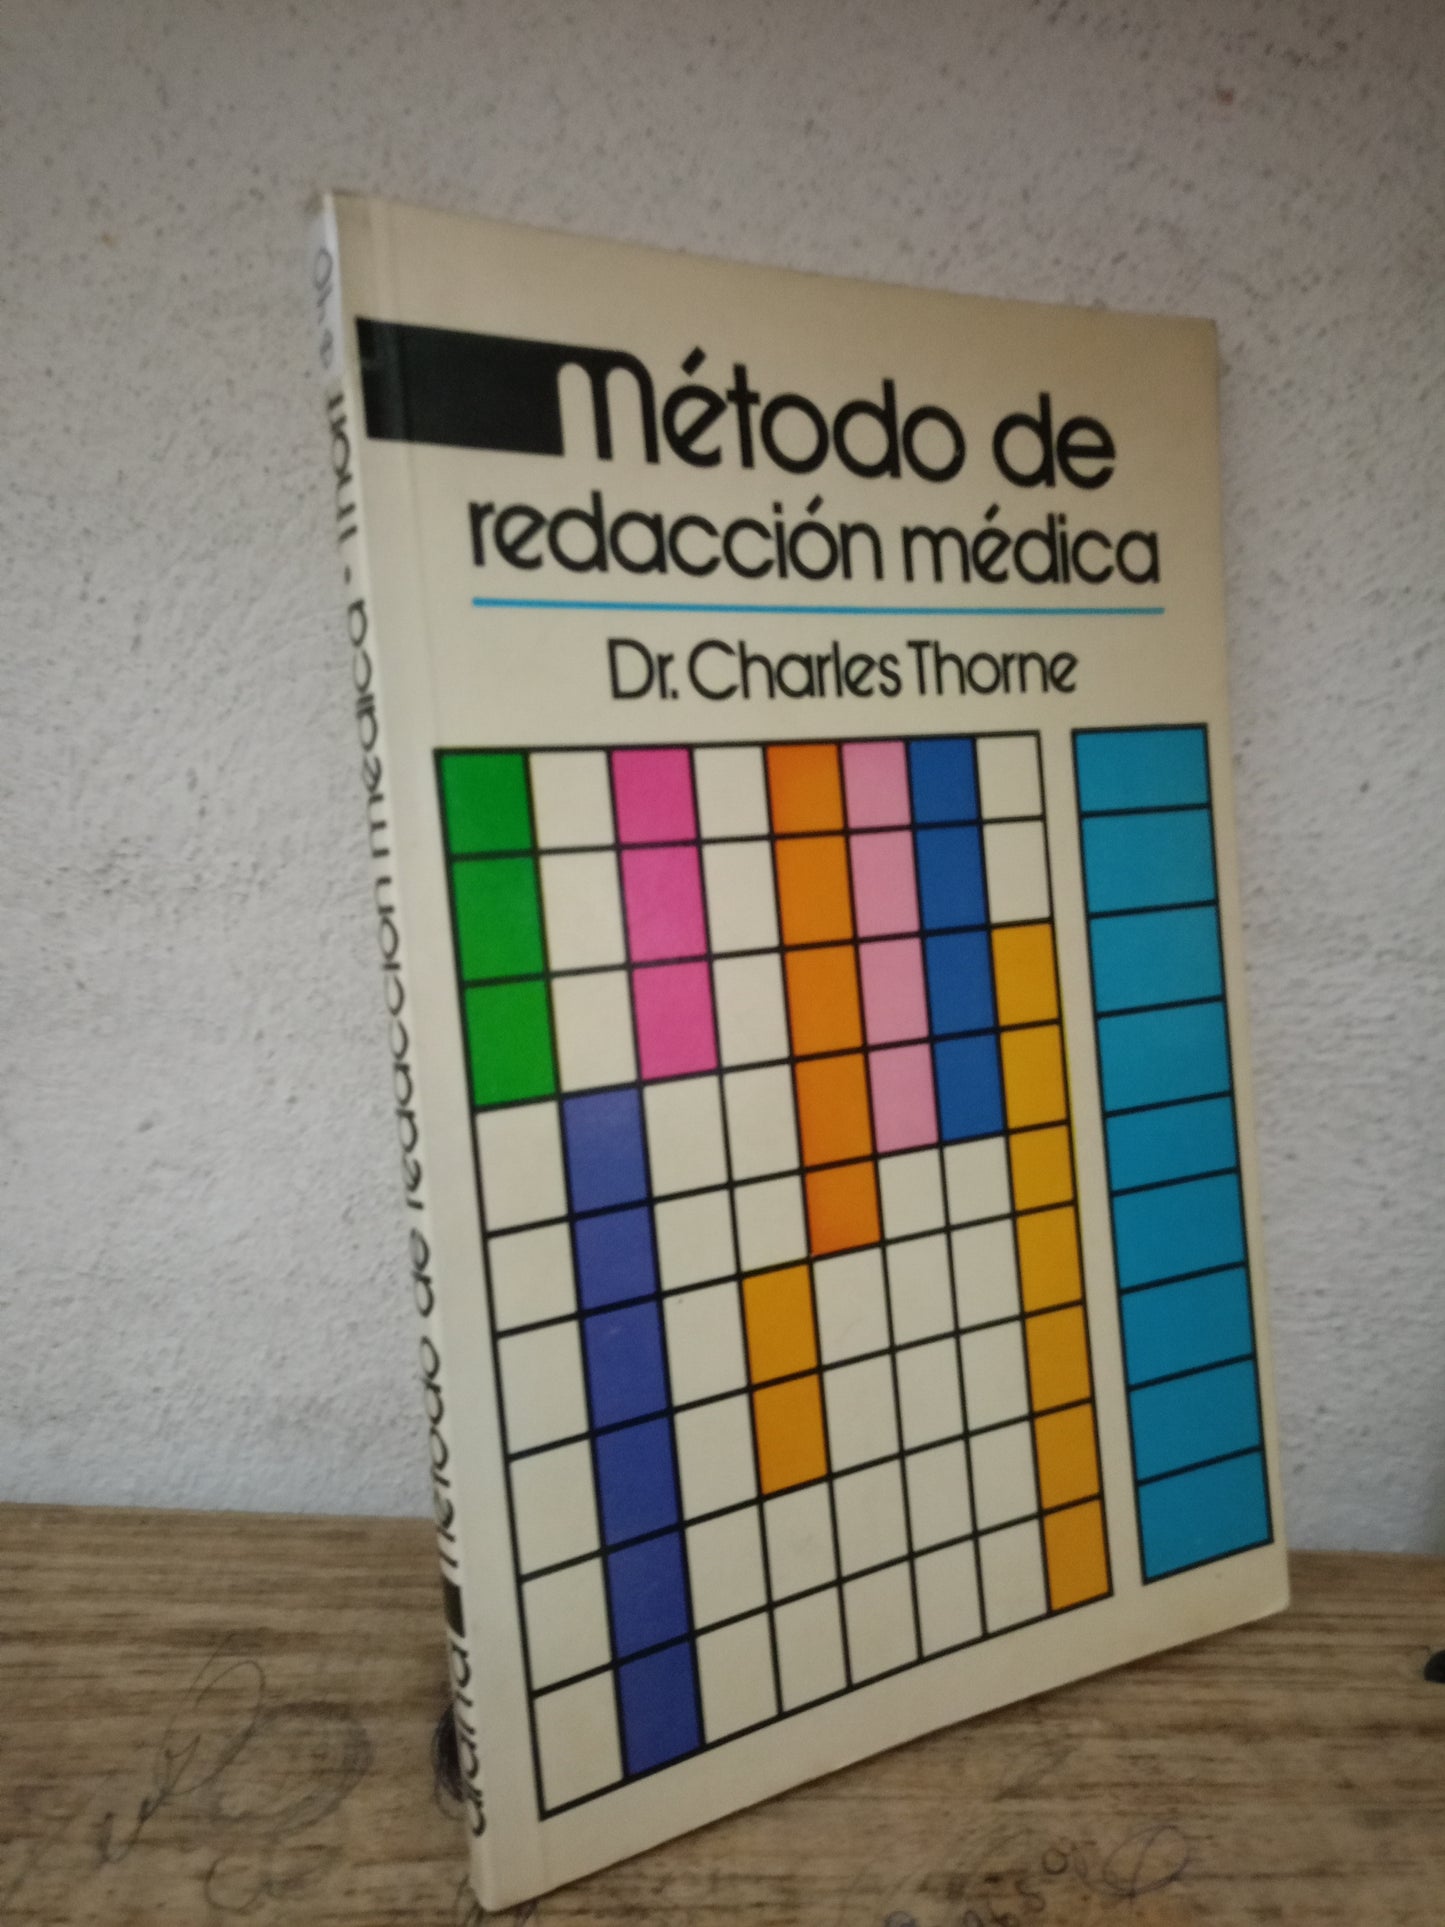 Método de
redacción médica
Dr. Charles Thorne
diana Método de redacción médica • Thorne